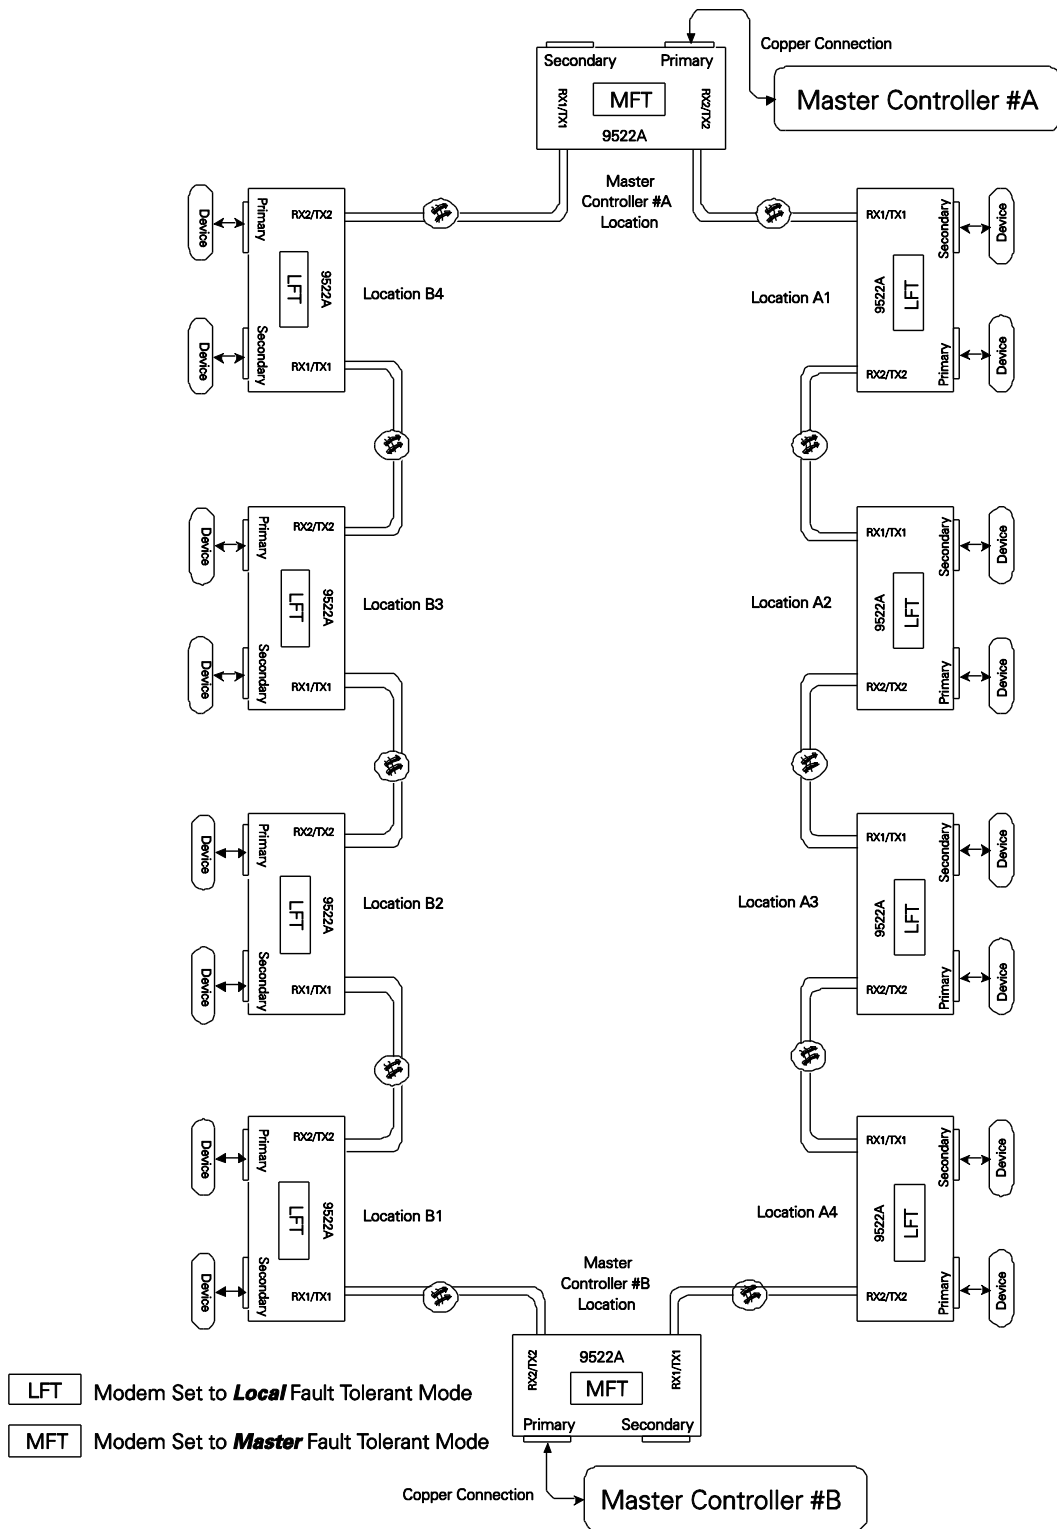 Copper Connection
Secondary
Primary
Master Controller #A
MFT
RX1/TX1
RX2/TX2
9522A
Master
Controller #A
Location
Device
Primary
RX2/TX2
LFT
9522A
Location B4
Device
Secondary
RX1/TX1
RX1/TX1
Secondary
Device
Location A1
9522A
LFT
RX2/TX2
Primary
Device
Device
Primary
RX2/TX2
LFT
9522A
Location B3
Device
Secondary
RX1/TX1
RX1/TX1
Secondary
Device
Location A2
9522A
LFT
RX2/TX2
Primary
Device
Device
Primary
RX2/TX2
LFT
9522A
Location B2
Device
Secondary
RX1/TX1
RX1/TX1
Secondary
Device
Location A3
9522A
LFT
RX2/TX2
Primary
Device
Device
Primary
RX2/TX2
LFT
9522A
Location B1
Device
Secondary
RX1/TX1
RX1/TX1
Secondary
Device
Location A4
9522A
LFT
RX2/TX2
Primary
Device
Master
Controller #B
Location
RX2/TX2
9522A
RX1/TX1
MFT
Primary
Secondary
LFT Modem Set to Local Fault Tolerant Mode
MFT Modem Set to Master Fault Tolerant Mode
Copper Connection
Master Controller #B